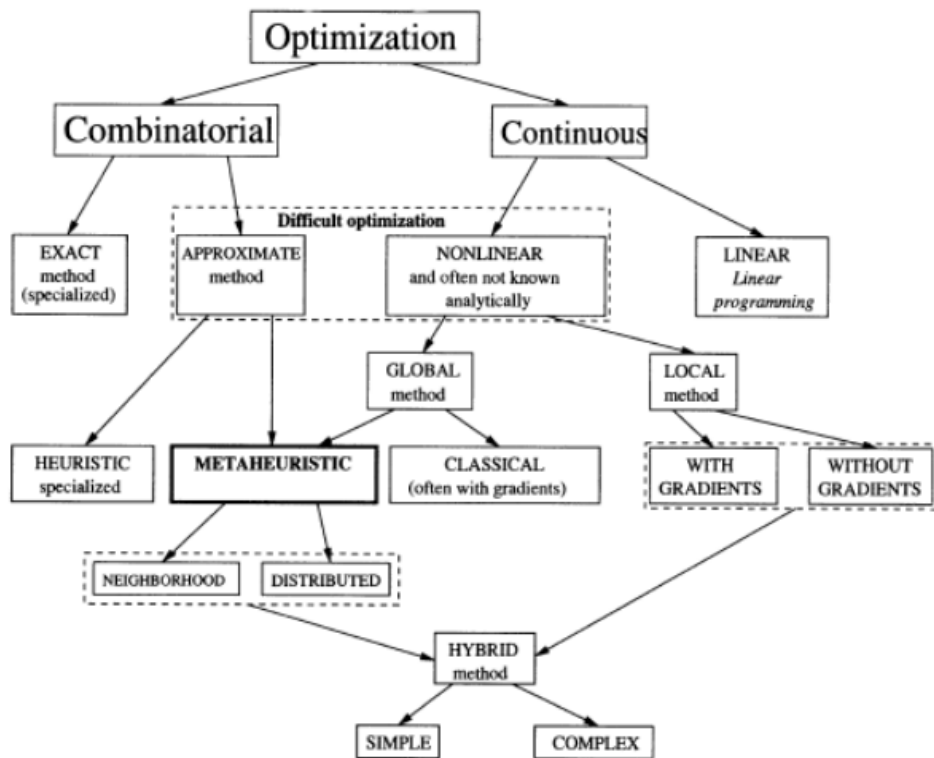 Optimization
Combinatorial
Continuous
Difficult optimization
EXACT
method
(specialized)
APPROXIMATE
method
NONLINEAR
and often not known
analytically
LINEAR
Linear
programming
GLOBAL
method
LOCAL
method
HEURISTIC
specialized
METAHEURISTIC
CLASSICAL
(often with gradients)
WITH
GRADIENTS
WITHOUT
GRADIENTS
NEIGHBORHOOD
DISTRIBUTED
HYBRID
method
SIMPLE
COMPLEX